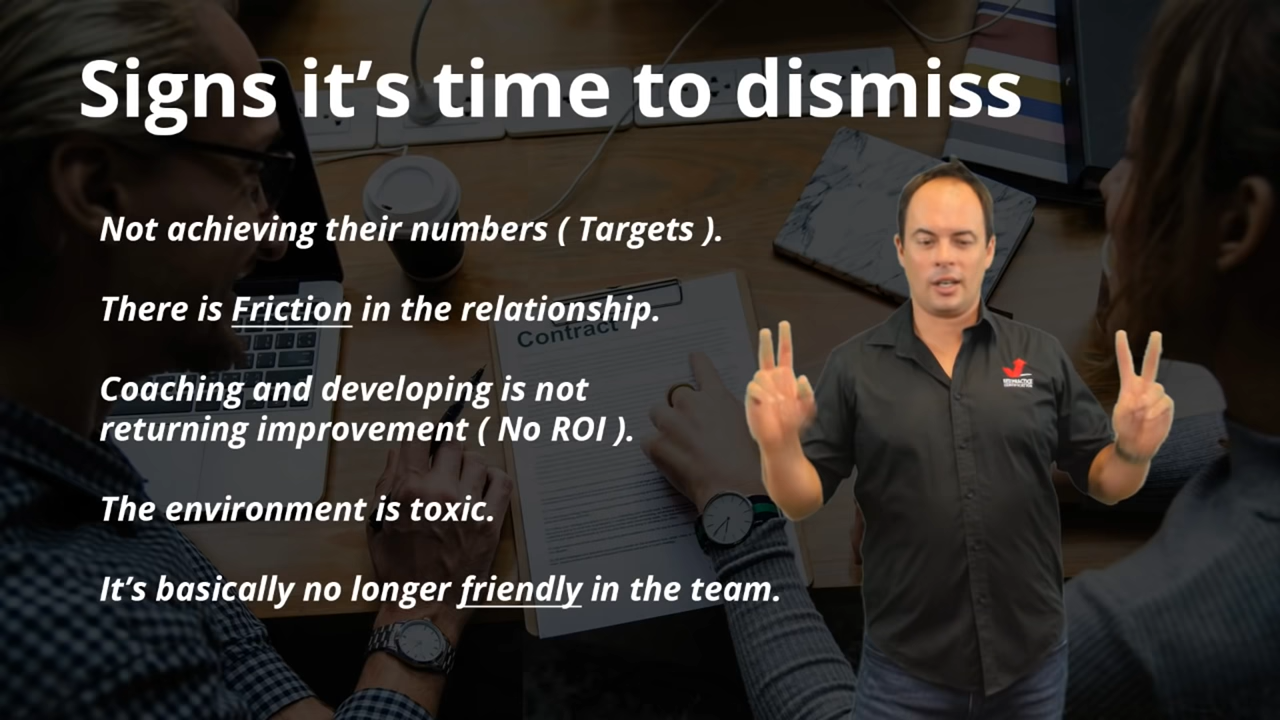 Signs it’s time to dismiss
Not achieving their numbers ( Targets ).
There is Friction in the relationship.
Contract
Coaching and developing is not
returning improvement ( No ROI ).
The environment is toxic.
It’s basically no longer friendly in the team.